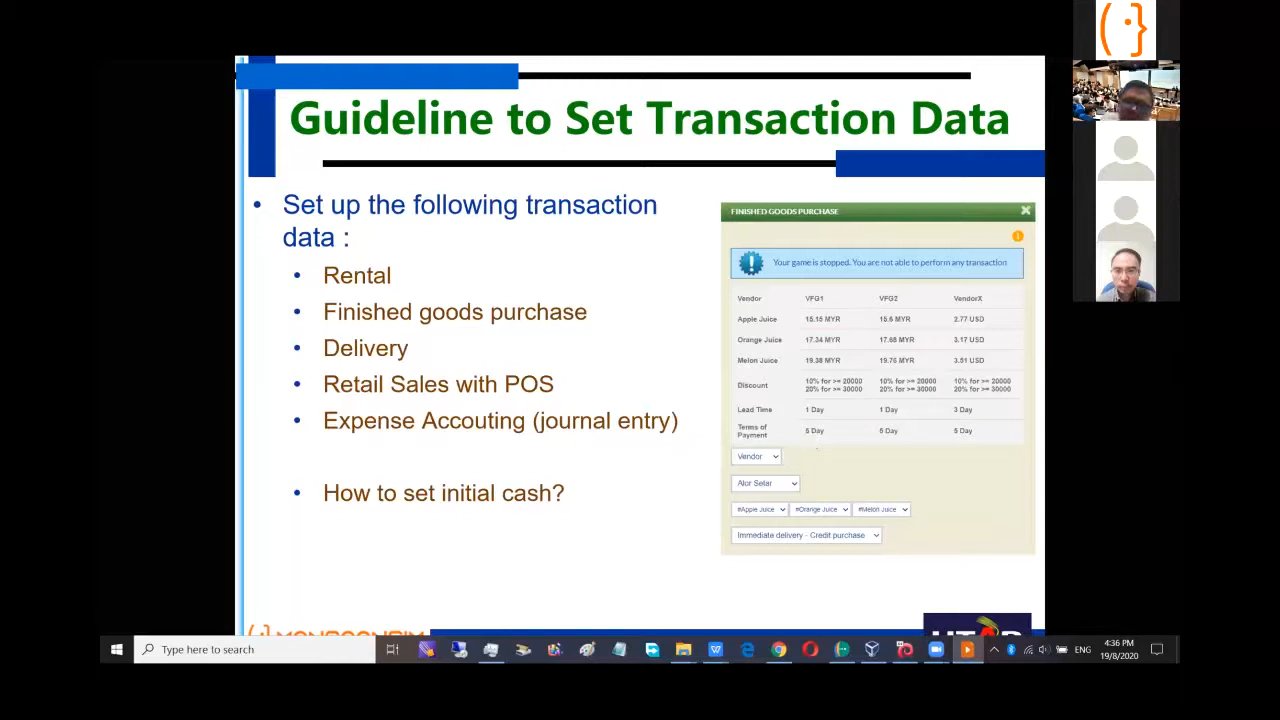 Guideline to Set Transaction Data
• Set up the following transaction
data :
• Rental
• Finished goods purchase
• Delivery
• Retail Sales with POS
• Expense Accouting (journal entry)
• How to set initial cash?
FINISHED GOODS PURCHASE
Your game is stopped. You are not able to perform any transaction
Vendor VFG1 VFG2 VendorX
Apple Juice 15.15 MYR 15.6 MYR 2.77 USD
Orange Juice 17.34 MYR 17.68 MYR 3.17 USD
Melon Juice 19.38 MYR 19.76 MYR 3.51 USD
Discount 10% for >= 20000 10% for >= 20000 10% for >= 20000
20% for >= 30000 20% for >= 30000 20% for >= 30000
Lead Time 1 Day 1 Day 3 Day
Terms of
Payment 5 Day 6 Day 5 Day
Vendor
Alor Setar
#Apple Juice #Orange Juice #Melon Juice
Immediate delivery - Credit purchase
Type here to search
ENG
4:36 PM
19/8/2020